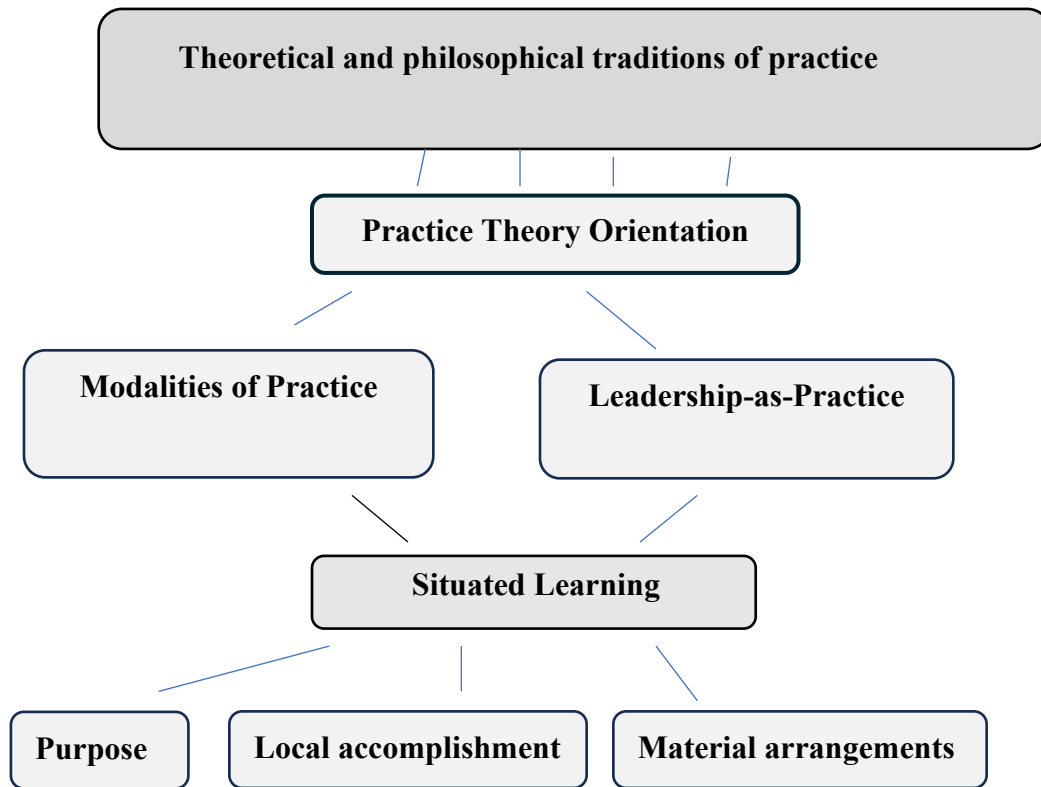 Theoretical and philosophical traditions of practice
Practice Theory Orientation
Modalities of Practice
Leadership-as-Practice
Situated Learning
Purpose
Local accomplishment
Material arrangements